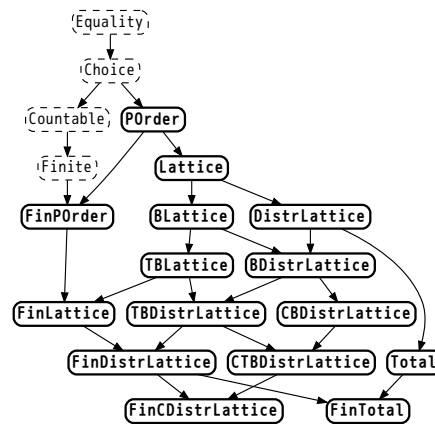 Equality
Choice
Countable POrder
Finite Lattice
FinPOrder BLattice DistrLattice
TBLattice BDistrLattice
FinLattice TBDistrLattice CBDistrLattice
FinDistrLattice CTBDistrLattice Total
FinCDistrLattice FinTotal